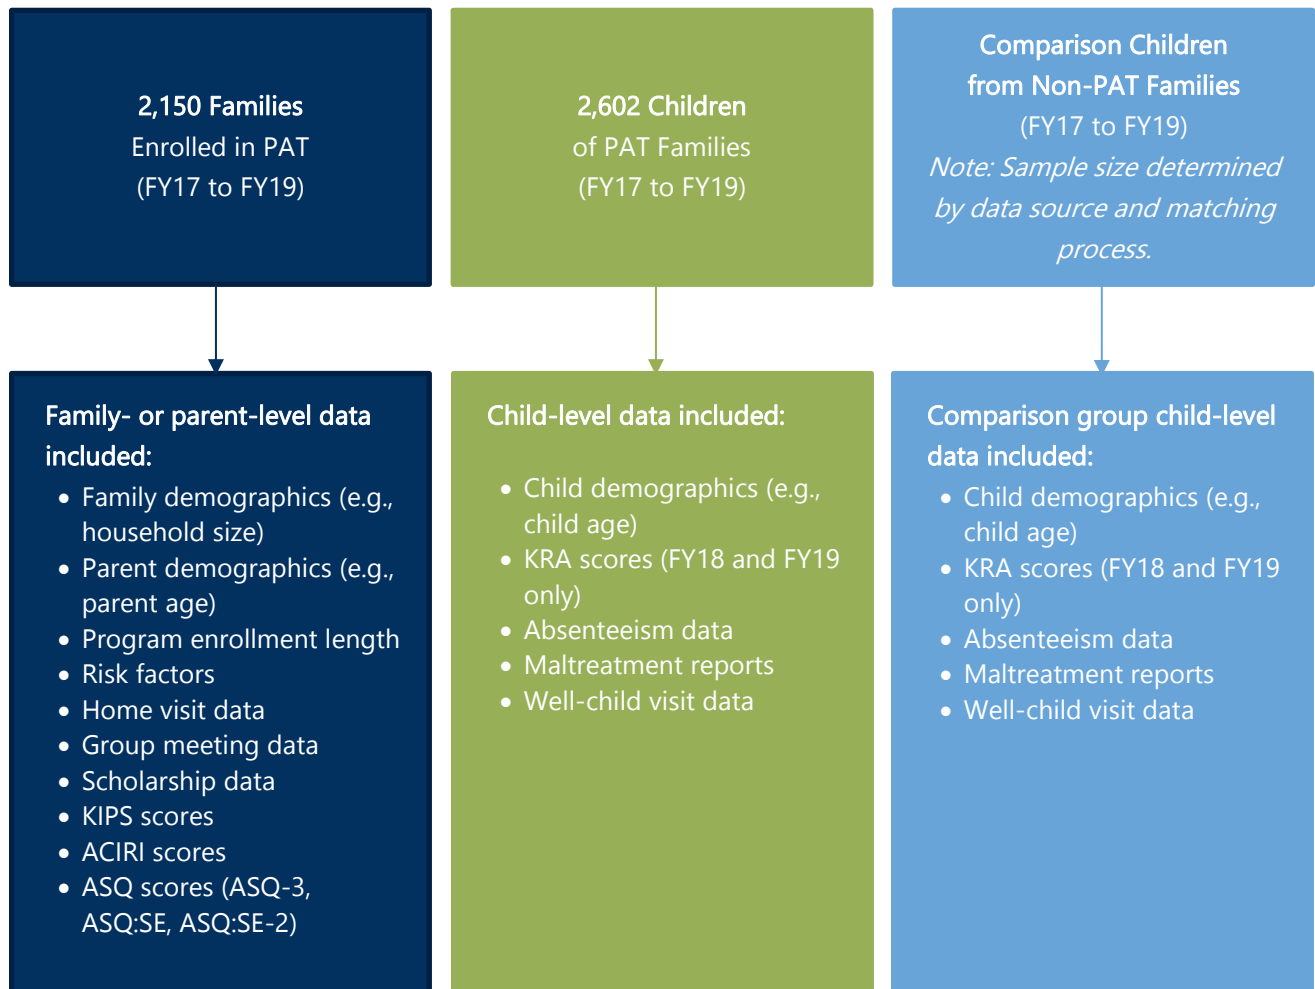 2,150 Families
Enrolled in PAT
(FY17 to FY19)
2,602 Children
of PAT Families
(FY17 to FY19)
Comparison Children
from Non-PAT Families
(FY17 to FY19)
Note: Sample size determined
by data source and matching
process.
Family- or parent-level data
included:
• Family demographics (e.g.,
household size)
• Parent demographics (e.g.,
parent age)
• Program enrollment length
• Risk factors
• Home visit data
• Group meeting data
• Scholarship data
• KIPS scores
• ACIRI scores
• ASQ scores (ASQ-3,
ASQ:SE, ASQ:SE-2)
Child-level data included:
• Child demographics (e.g.,
child age)
• KRA scores (FY18 and FY19
only)
• Absenteeism data
• Maltreatment reports
• Well-child visit data
Comparison group child-level
data included:
• Child demographics (e.g.,
child age)
• KRA scores (FY18 and FY19
only)
• Absenteeism data
• Maltreatment reports
• Well-child visit data